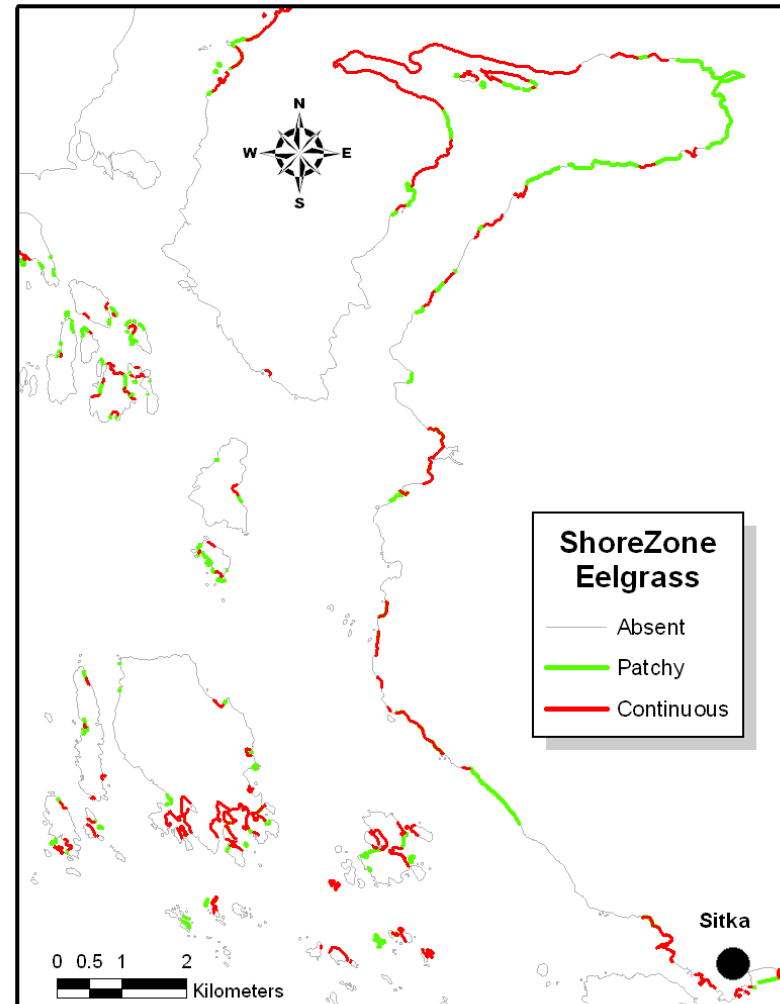 N
W E
S
ShoreZone
Eelgrass
Absent
Patchy
Continuous
Sitka
0 0.5 1 2
Kilometers